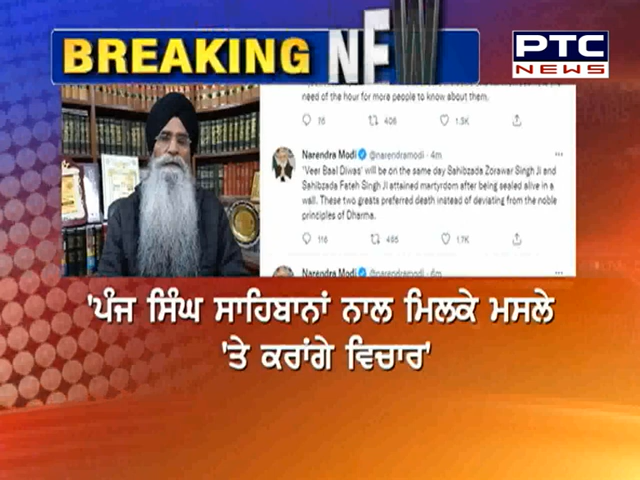 BREAKING NEW
PTC
NEWS
need of the hour for more people to know about them.
76 406 1.3K
Narendra Modi @narendramodi · 4m
'Veer Baal Diwas' will be on the same day Sahibzada Zorawar Singh Ji and
Sahibzada Fateh Singh Ji attained martyrdom after being sealed alive in a
wall. These two greats preferred death instead of deviating from the noble
principles of Dharma.
116 495 1.7K
Narendra Modi @narendramodi · 6m
'ਪੰਜ ਸਿੰਘ ਸਾਹਿਬਾਨਾਂ ਨਾਲ ਮਿਲਕੇ ਮਸਲੇ
'ਤੇ ਕਰਾਂਗੇ ਵਿਚਾਰ'